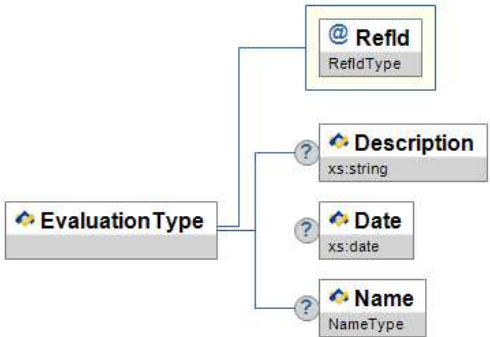 @ RefId
RefIdType
? Description
xs:string
EvaluationType
? Date
xs:date
? Name
NameType